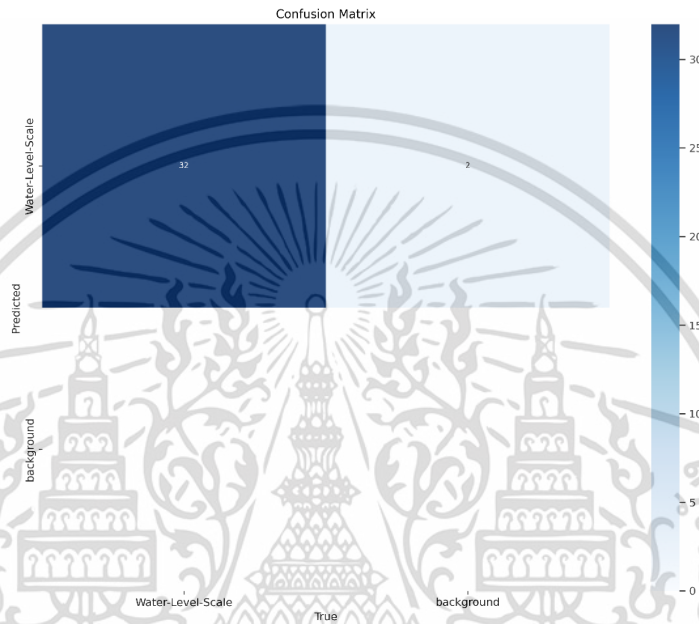 Confusion Matrix
Water-Level-Scale
32
2
Predicted
background
Water-Level-Scale
background
True
30
25
20
15
10
5
0